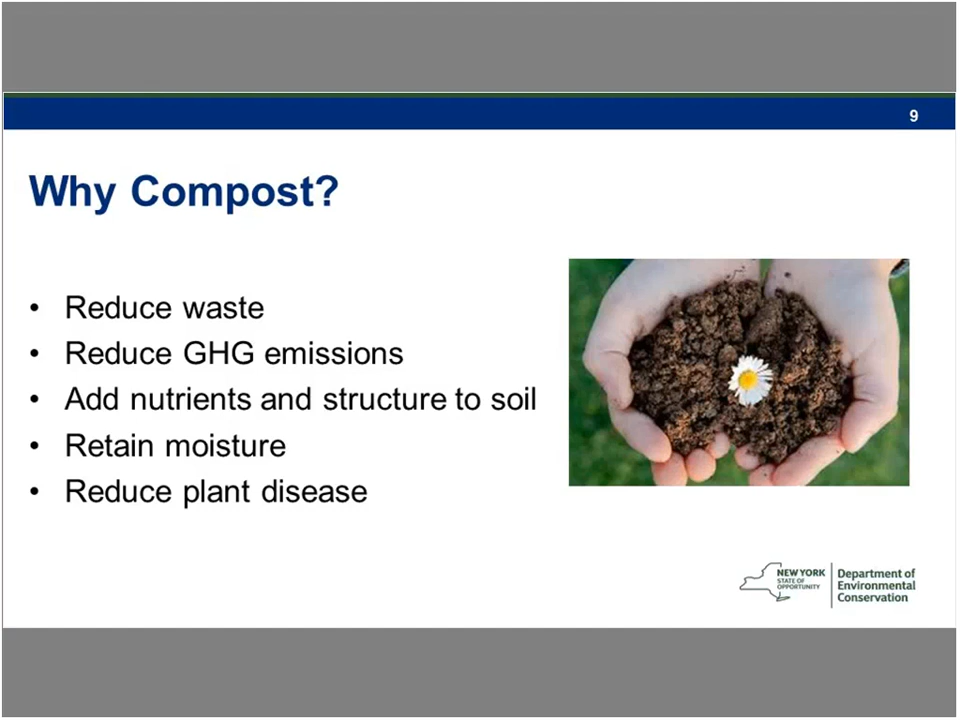 9
Why Compost?
• Reduce waste
• Reduce GHG emissions
• Add nutrients and structure to soil
• Retain moisture
• Reduce plant disease
NEW YORK
STATE OF
OPPORTUNITY
Department of
Environmental
Conservation